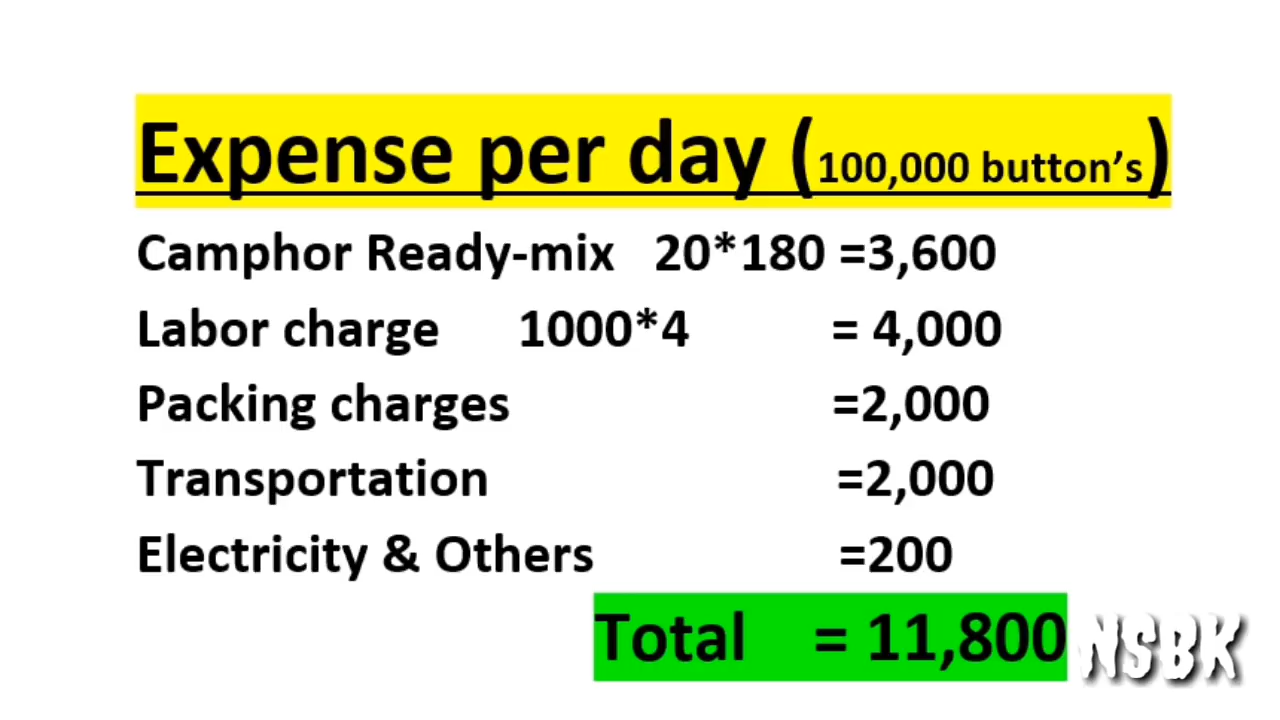 Expense per day (100,000 button's)
Camphor Ready-mix 20*180 =3,600
Labor charge 1000*4 = 4,000
Packing charges =2,000
Transportation =2,000
Electricity & Others =200
Total = 11,800
NSBK